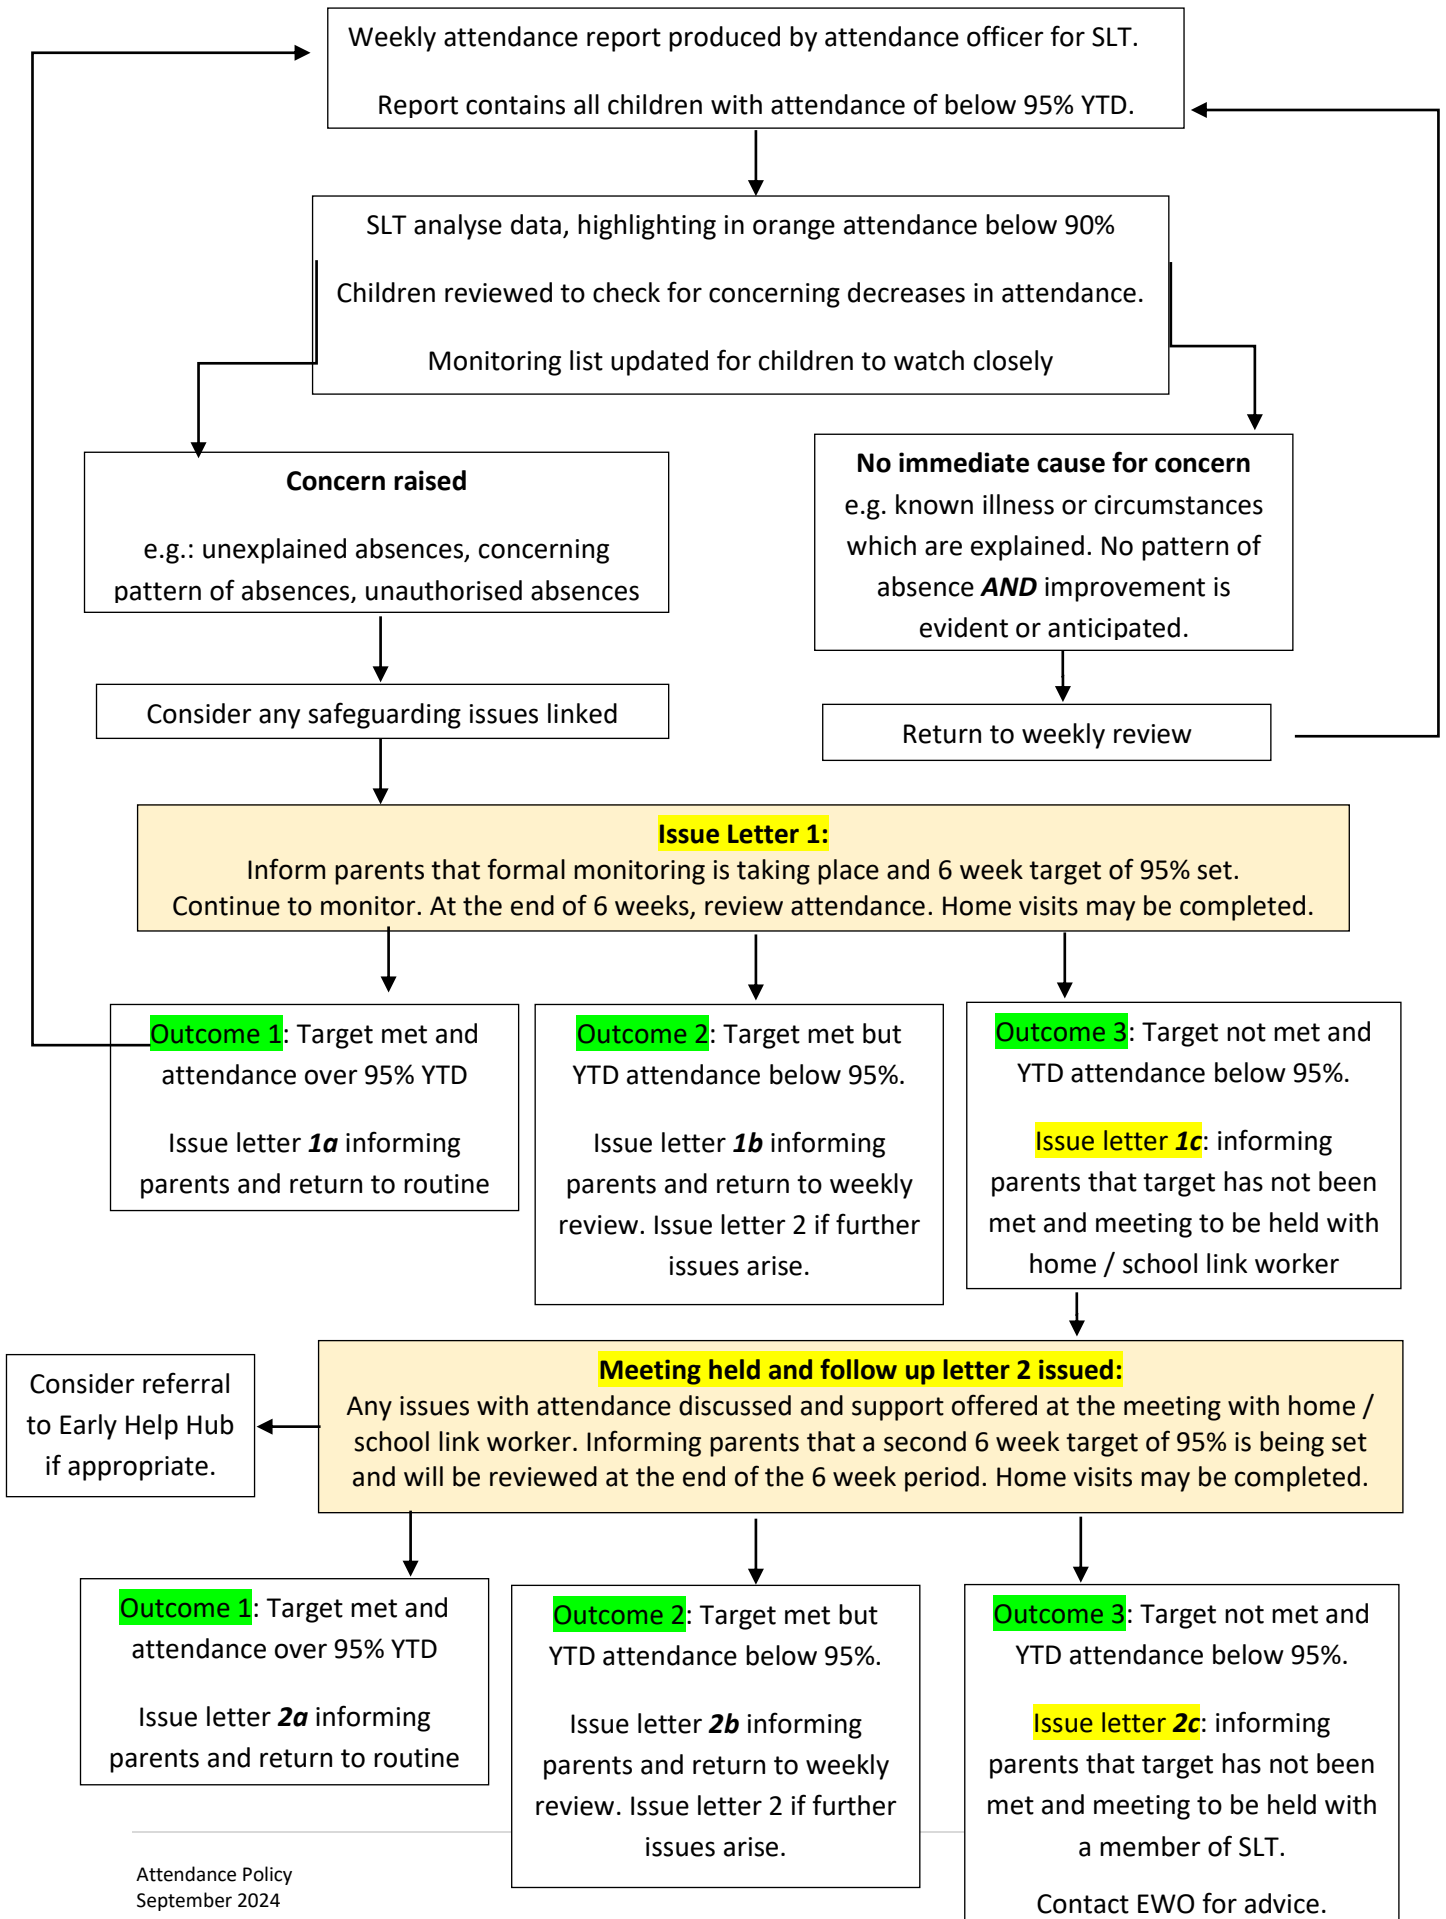 Weekly attendance report produced by attendance officer for SLT.
Report contains all children with attendance of below 95% YTD.
SLT analyse data, highlighting in orange attendance below 90%
Children reviewed to check for concerning decreases in attendance.
Monitoring list updated for children to watch closely
Concern raised
e.g.: unexplained absences, concerning
pattern of absences, unauthorised absences
No immediate cause for concern
e.g. known illness or circumstances
which are explained. No pattern of
absence AND improvement is
evident or anticipated.
Consider any safeguarding issues linked
Return to weekly review
Issue Letter 1:
Inform parents that formal monitoring is taking place and 6 week target of 95% set.
Continue to monitor. At the end of 6 weeks, review attendance. Home visits may be completed.
Outcome 1: Target met and
attendance over 95% YTD
Issue letter 1a informing
parents and return to routine
Outcome 2: Target met but
YTD attendance below 95%.
Issue letter 1b informing
parents and return to weekly
review. Issue letter 2 if further
issues arise.
Outcome 3: Target not met and
YTD attendance below 95%.
Issue letter 1c: informing
parents that target has not been
met and meeting to be held with
home / school link worker
Consider referral
to Early Help Hub
if appropriate.
Meeting held and follow up letter 2 issued:
Any issues with attendance discussed and support offered at the meeting with home /
school link worker. Informing parents that a second 6 week target of 95% is being set
and will be reviewed at the end of the 6 week period. Home visits may be completed.
Outcome 1: Target met and
attendance over 95% YTD
Issue letter 2a informing
parents and return to routine
Outcome 2: Target met but
YTD attendance below 95%.
Issue letter 2b informing
parents and return to weekly
review. Issue letter 2 if further
issues arise.
Outcome 3: Target not met and
YTD attendance below 95%.
Issue letter 2c: informing
parents that target has not been
met and meeting to be held with
a member of SLT.
Contact EWO for advice.
Attendance Policy
September 2024